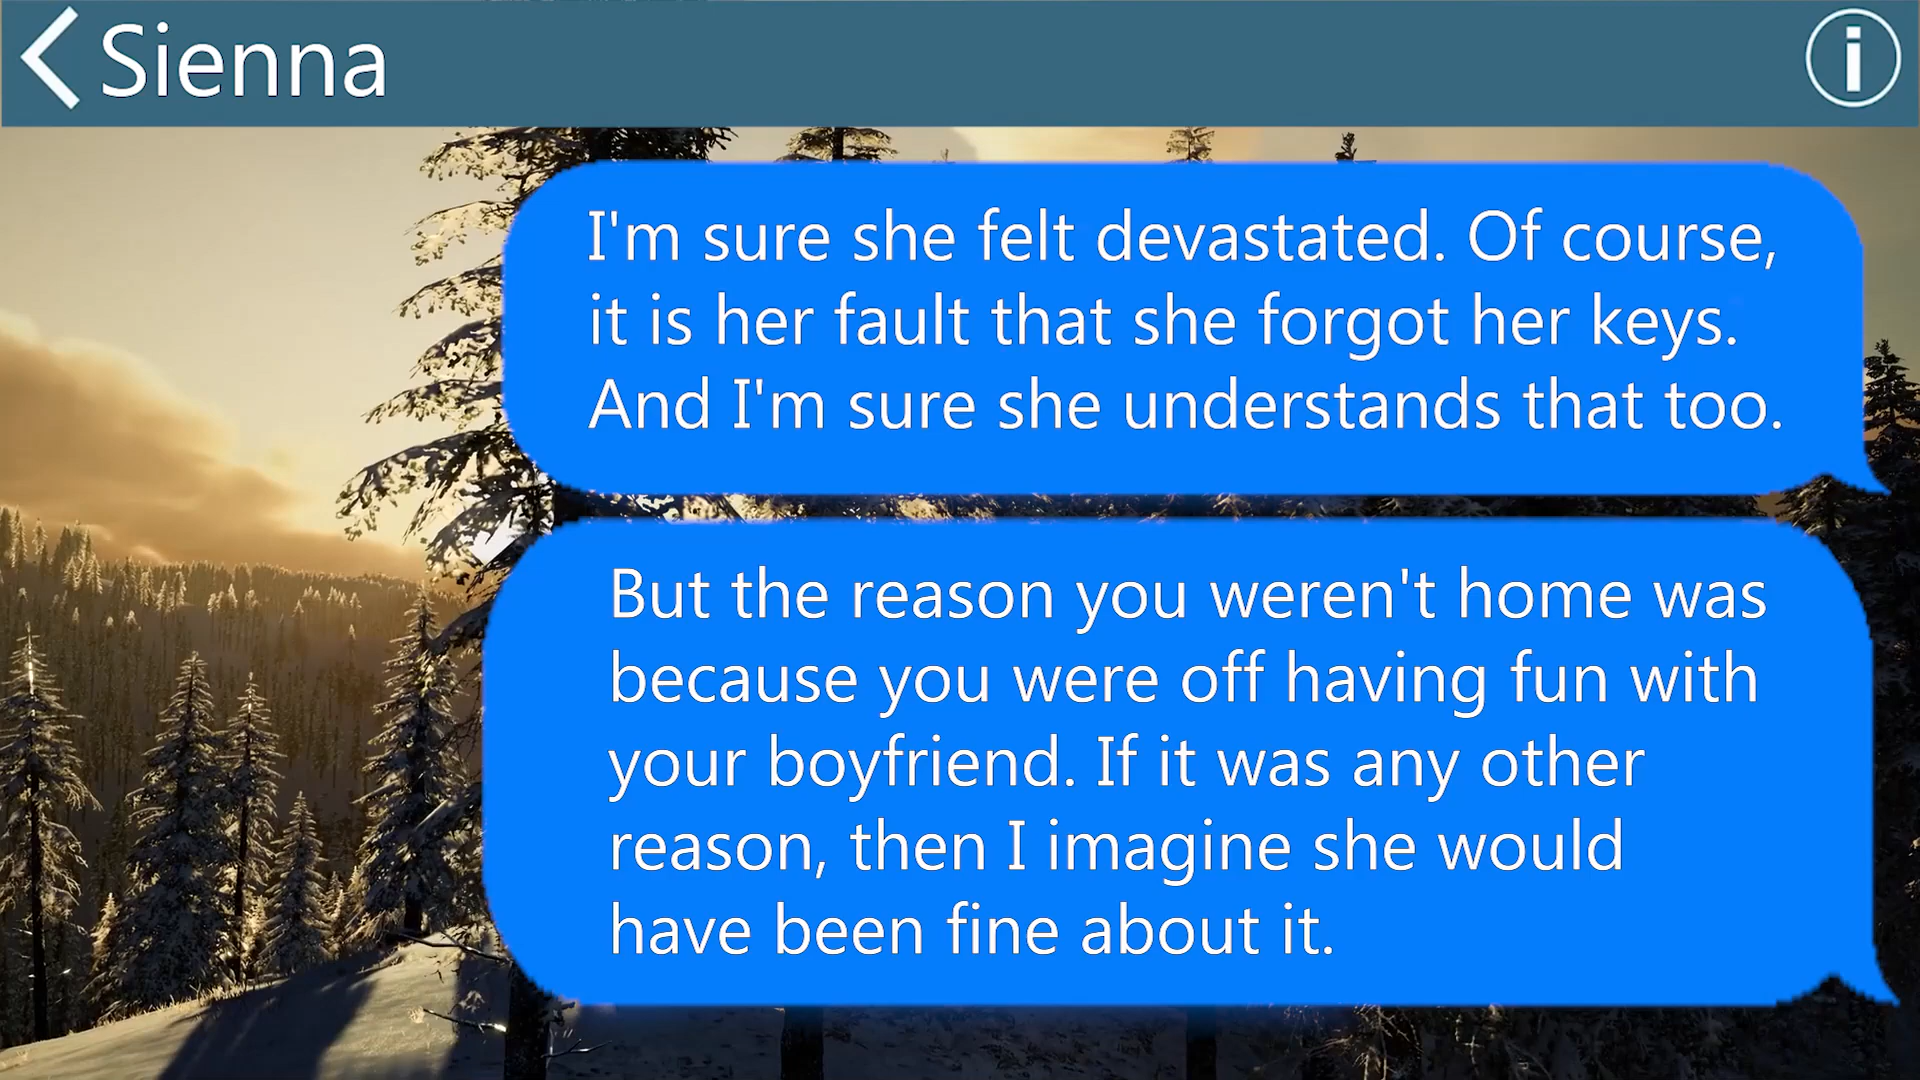 Sienna
I'm sure she felt devastated. Of course,
it is her fault that she forgot her keys.
And I'm sure she understands that too.
But the reason you weren't home was
because you were off having fun with
your boyfriend. If it was any other
reason, then I imagine she would
have been fine about it.